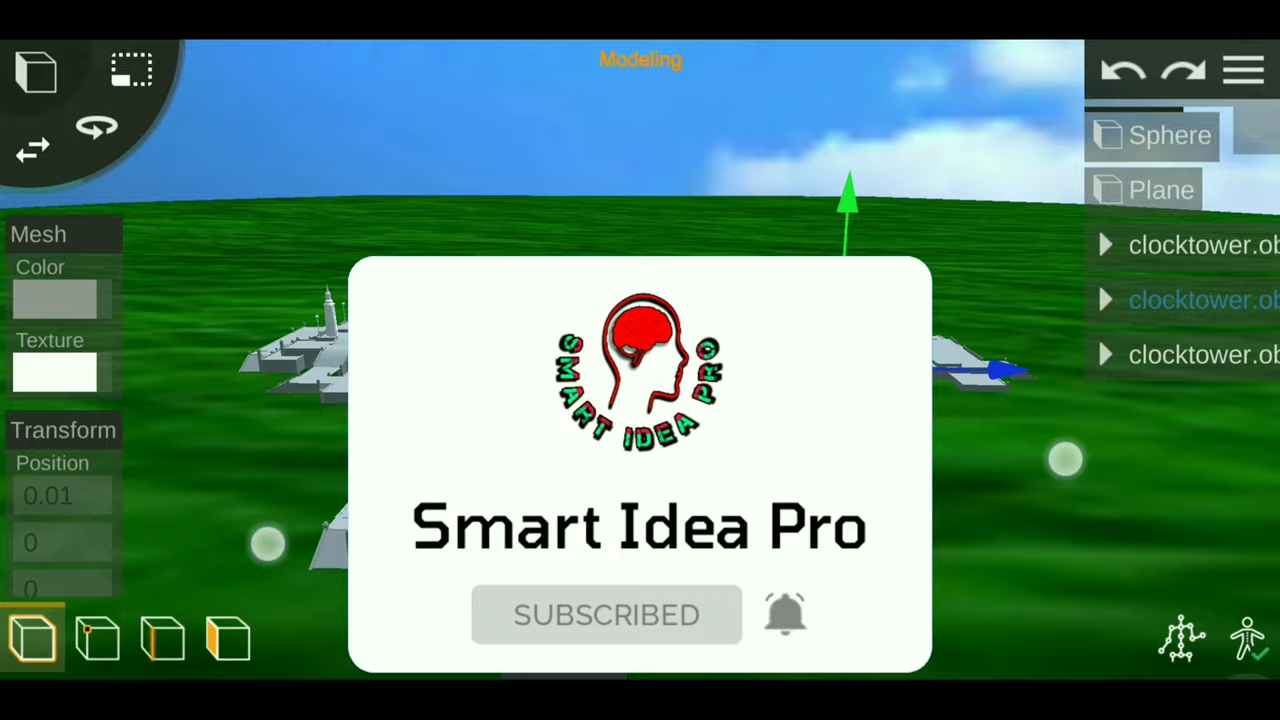 Modeling
Sphere
Plane
clocktower.ob
clocktower.ob
clocktower.ob
Mesh
Color
Texture
Transform
Position
0.01
0
0
SMART IDEA PRO
Smart Idea Pro
SUBSCRIBED